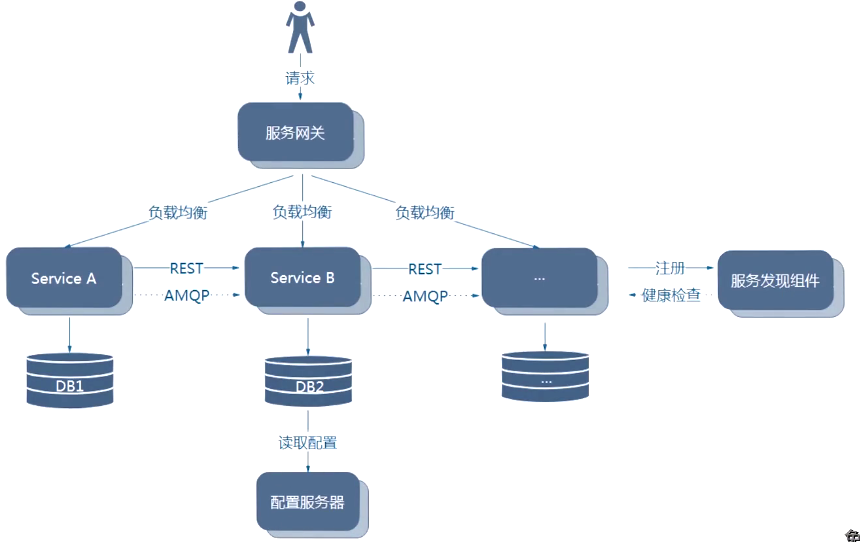 请求
服务网关
负载均衡
负载均衡
负载均衡
Service A
REST
AMQP
Service B
REST
AMQP
...
注册
健康检查
服务发现组件
DB1
DB2
...
读取配置
配置服务器